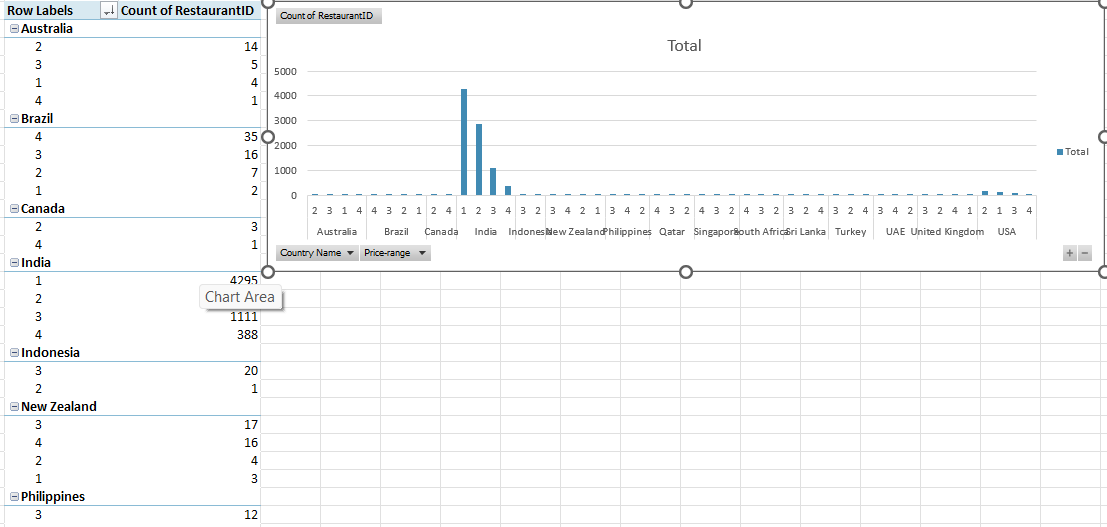 Row Labels Count of RestaurantID
Australia
2 14
3 5
1 4
4 1
Brazil
4 35
3 16
2 7
1 2
Canada
2 3
4 1
India
1 4295
2
3 1111
4 388
Indonesia
3 20
2 1
New Zealand
3 17
4 16
2 4
1 3
Philippines
3 12
Chart Area
Count of RestaurantID
Total
5000
4000
3000
2000
1000
0
2 3 1 4 4 3 2 1 2 4 1 2 3 4 3 2 3 4 2 1 3 4 2 4 3 2 4 3 2 4 3 2 1 3 2 4 3 4 2 3 2 4 3 2 4 1 2 1 3 4
Australia Brazil Canada India Indonesia New Zealand Philippines Qatar Singapore South Africa Sri Lanka Turkey UAE United Kingdom USA
Total
Country Name Price-range
+ −